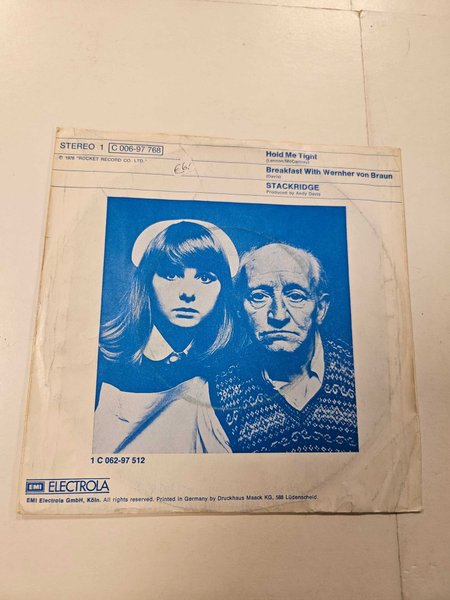 STEREO 1 C 006-97 768
℗ 1976 "ROCKET RECORD CO. LTD."
Hold Me Tight
(Lennon/McCartney)
Breakfast With Wernher von Braun
(Davis)
STACKRIDGE
Produced by Andy Davis
1 C 062-97 512
EMI ELECTROLA
EMI Electrola GmbH, Köln. All rights reserved. Printed in Germany by Druckhaus Maack KG, 588 Lüdenscheid.